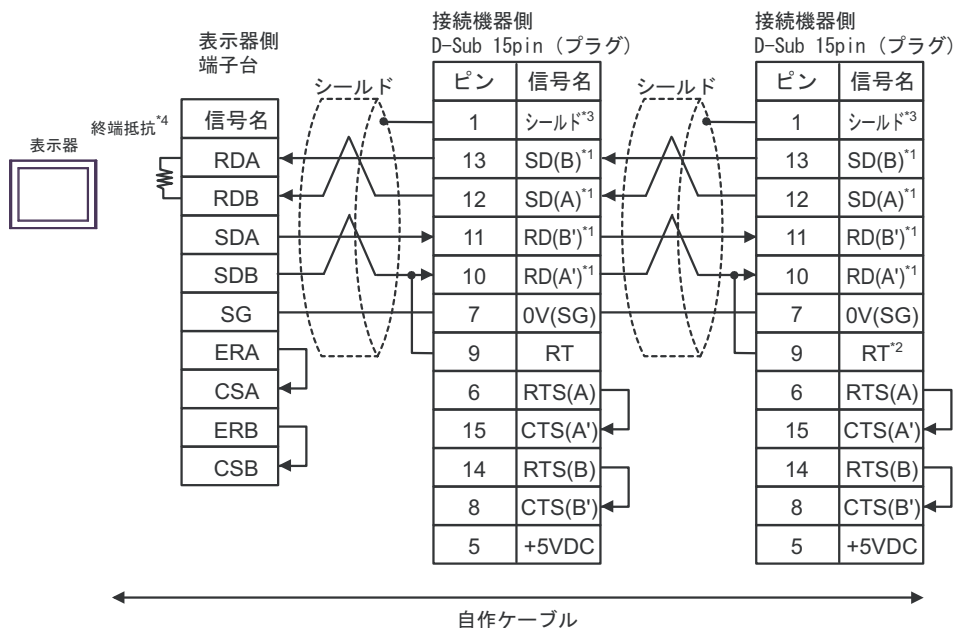 表示器
終端抵抗*4
表示器側
端子台
信号名
RDA
RDB
SDA
SDB
SG
ERA
CSA
ERB
CSB
シールド
接続機器側
D-Sub 15pin (プラグ)
ピン 信号名
1 シールド*3
13 SD(B)*1
12 SD(A)*1
11 RD(B')*1
10 RD(A')*1
7 0V(SG)
9 RT
6 RTS(A)
15 CTS(A')
14 RTS(B)
8 CTS(B')
5 +5VDC
シールド
接続機器側
D-Sub 15pin (プラグ)
ピン 信号名
1 シールド*3
13 SD(B)*1
12 SD(A)*1
11 RD(B')*1
10 RD(A')*1
7 0V(SG)
9 RT*2
6 RTS(A)
15 CTS(A')
14 RTS(B)
8 CTS(B')
5 +5VDC
自作ケーブル